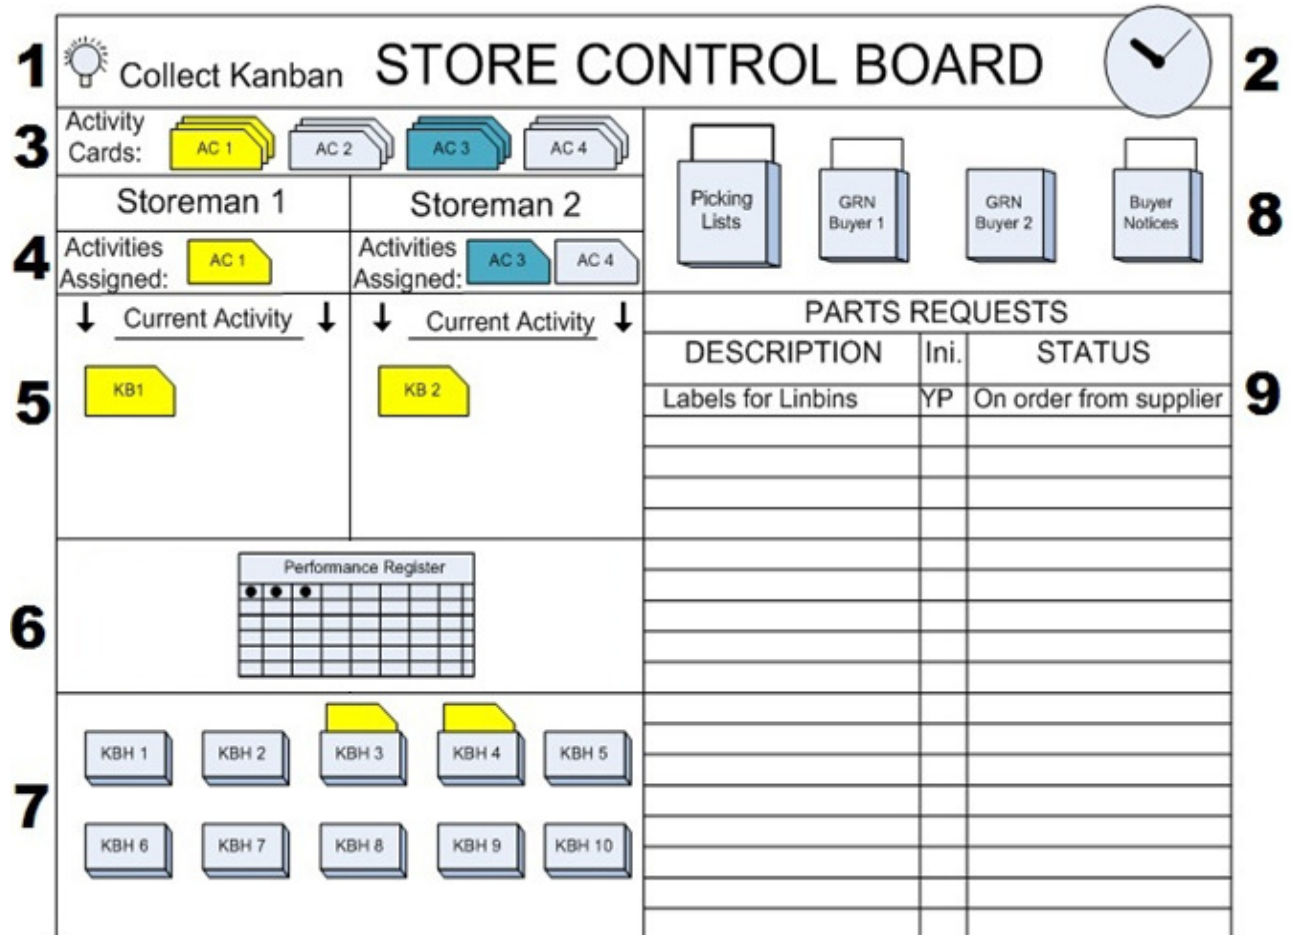 1
Collect Kanban
STORE CONTROL BOARD
2
3
Activity
Cards:
AC 1
AC 2
AC 3
AC 4
Storeman 1
Storeman 2
4
Activities
Assigned:
AC 1
Activities
Assigned:
AC 3
AC 4
Current Activity
Current Activity
5
KB1
KB 2
6
Performance Register
7
KBH 1
KBH 2
KBH 3
KBH 4
KBH 5
KBH 6
KBH 7
KBH 8
KBH 9
KBH 10
Picking
Lists
GRN
Buyer 1
GRN
Buyer 2
Buyer
Notices
8
PARTS REQUESTS
DESCRIPTION Ini. STATUS
Labels for Linbins YP On order from supplier
9